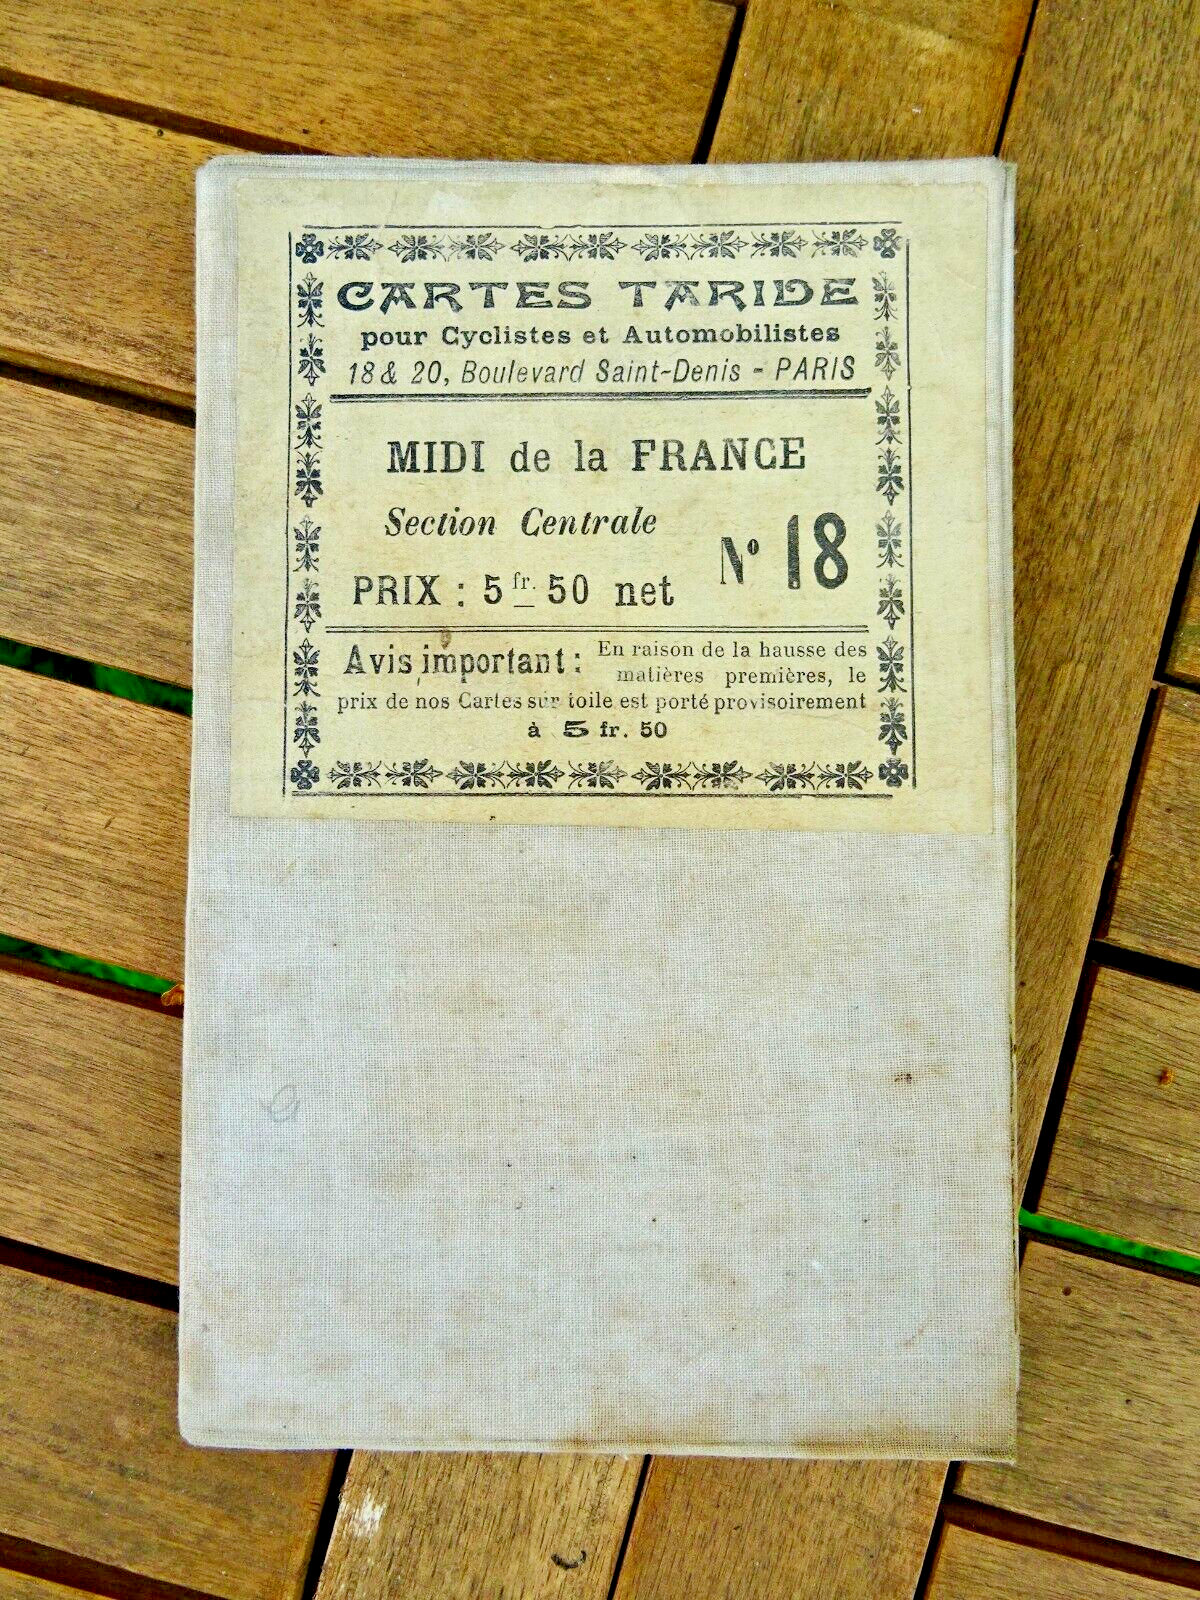 CARTES TARIDE
pour Cyclistes et Automobilistes
18 & 20, Boulevard Saint-Denis - PARIS
MIDI de la FRANCE
Section Centrale
N° 18
PRIX : 5 fr. 50 net
Avis important : En raison de la hausse des
matières premières, le
prix de nos Cartes sur toile est porté provisoirement
à 5 fr. 50